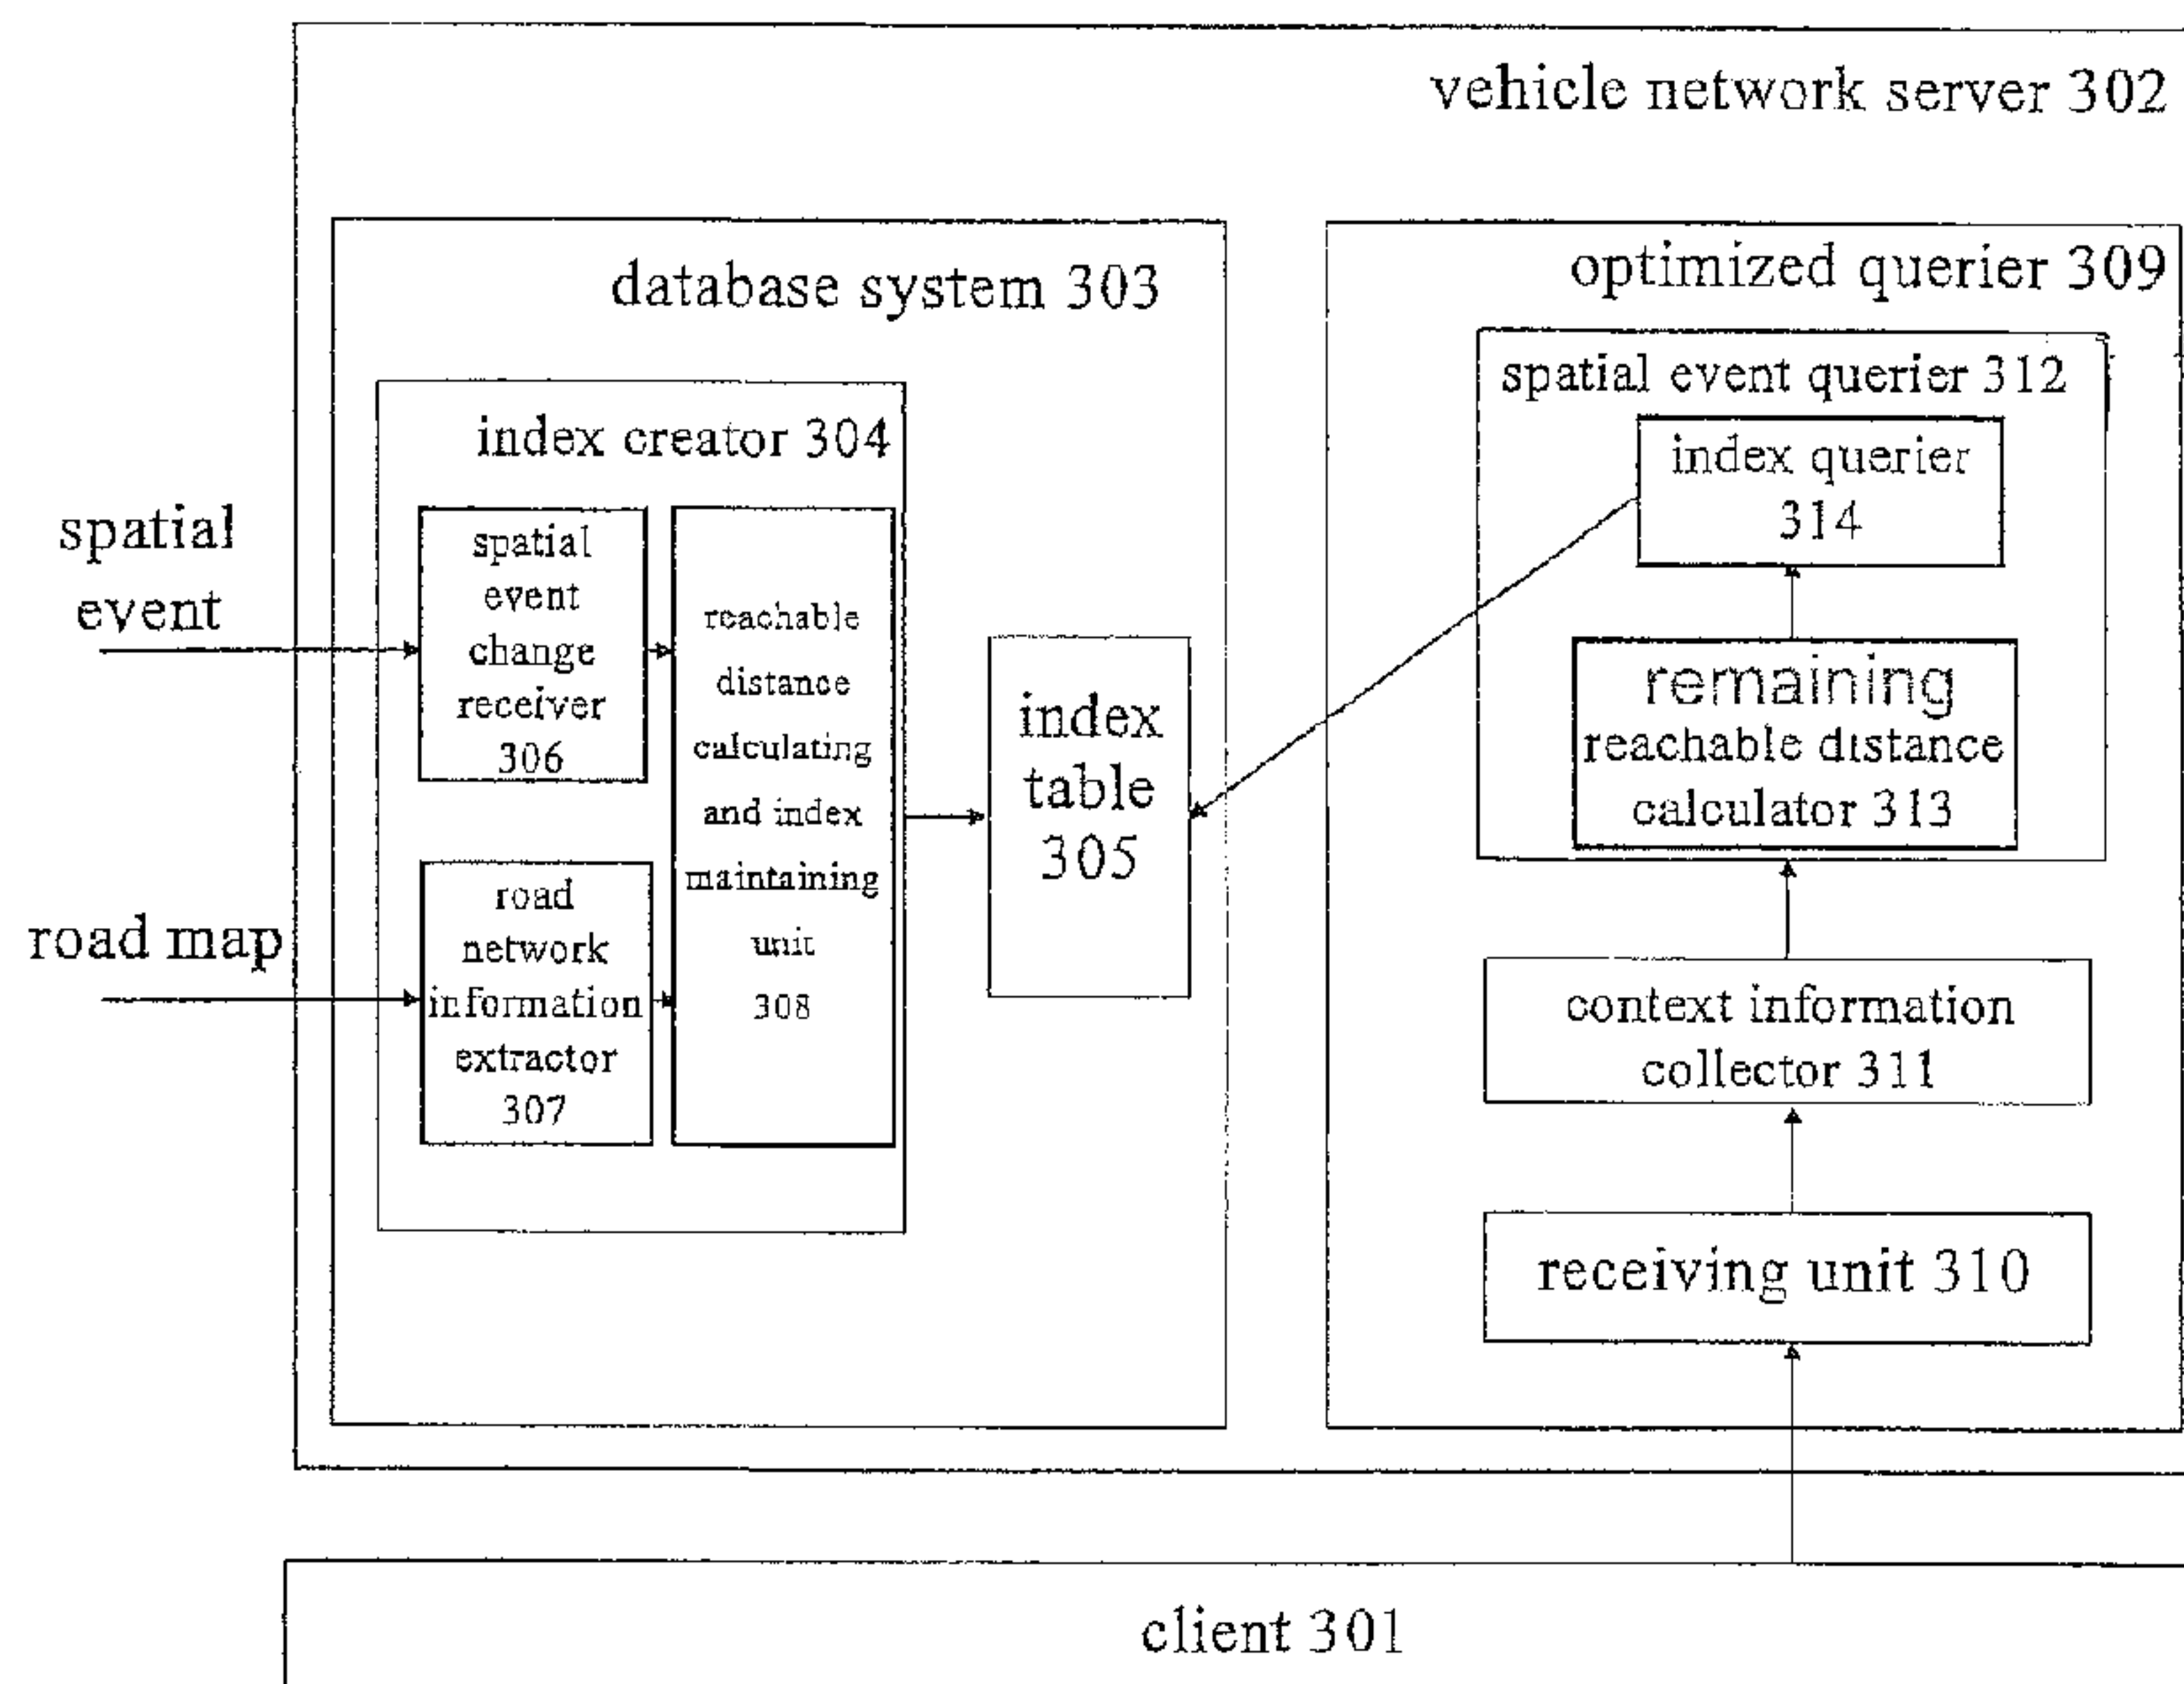 vehicle network server 302
database system 303
index creator 304
spatial
event
spatial
event
change
receiver
306
road map
road
network
information
extractor
307
reachable
distance
calculating
and index
maintaining
unit
308
index
table
305
optimized querier 309
spatial event querier 312
index querier
314
remaining
reachable distance
calculator 313
context information
collector 311
receiving unit 310
client 301